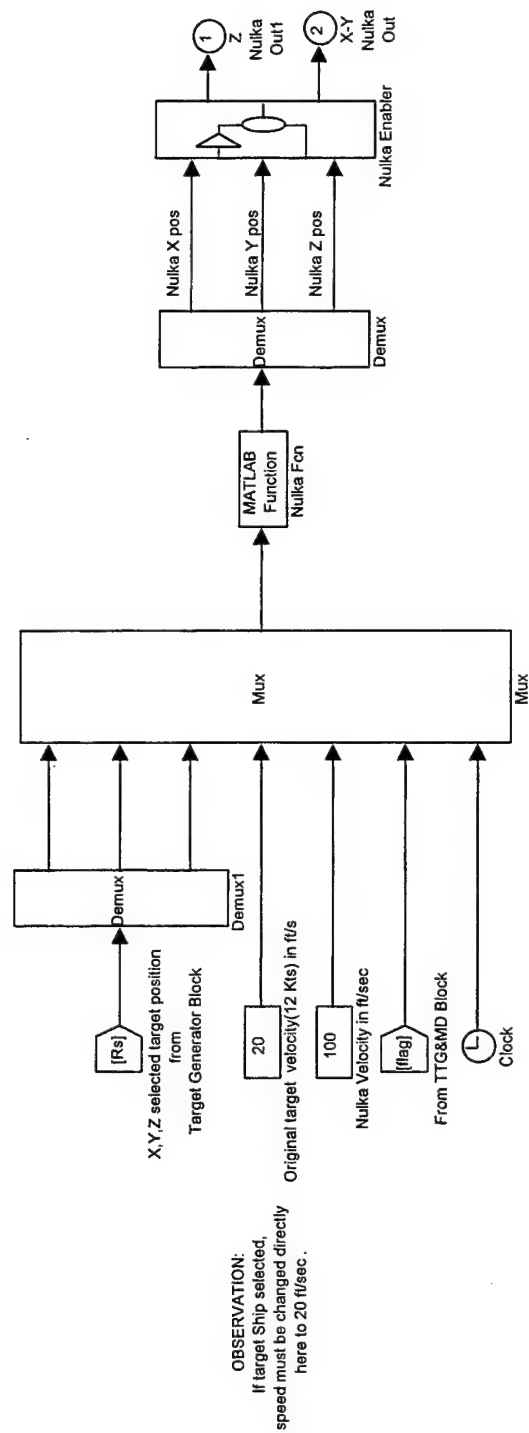 [Rs]
X,Y,Z selected target position
from
Target Generator Block
Demux
Demux1
OBSERVATION:
If target Ship selected,
speed must be changed directly
here to 20 ft/sec.
20
Original target velocity(12 Kts) in ft/s
100
Nulka Velocity in ft/sec
[fflag]
From TTG&MD Block
Clock
Mux
Mux
MATLAB
Function
Nulka Fcn
Demux
Demux
Nulka X pos
Nulka Y pos
Nulka Z pos
Nulka Enabler
1
Z
Nulka
Out1
2
X-Y
Nulka
Out